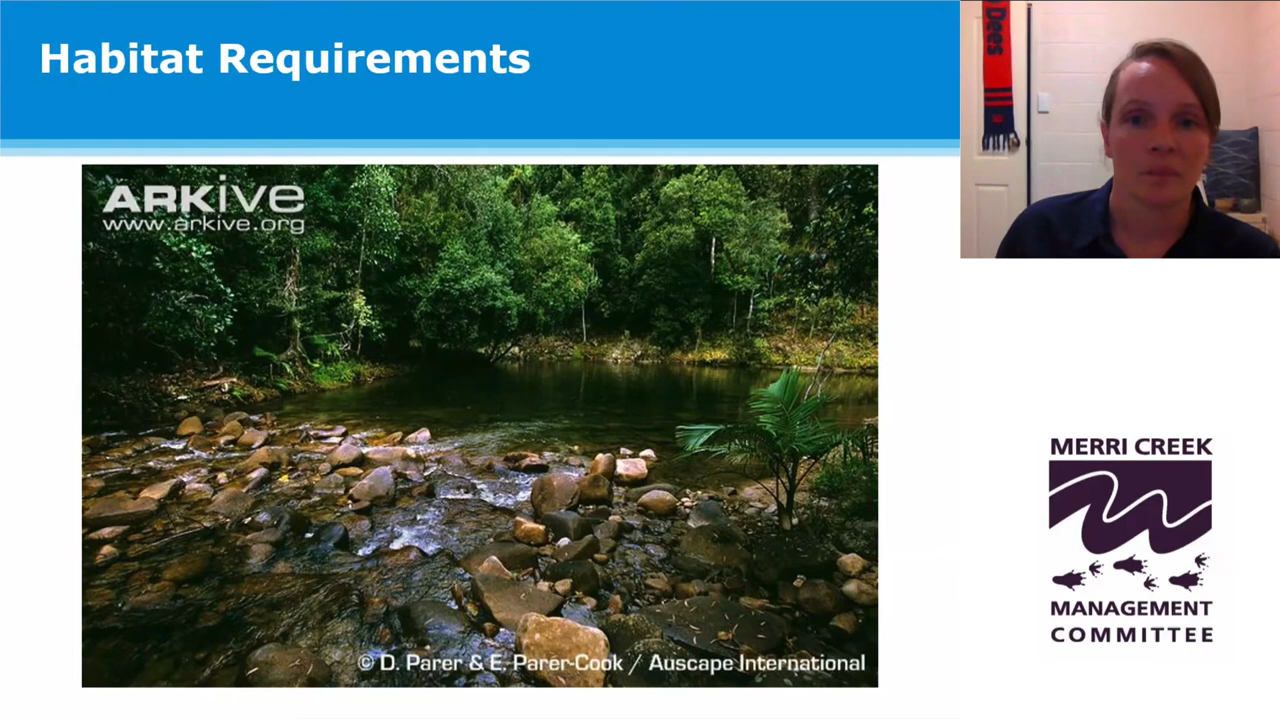 Habitat Requirements
Dees
ARKive
www.arkive.org
© D. Parer & E. Parer-Cook / Auscape International
MERRI CREEK
MANAGEMENT
COMMITTEE